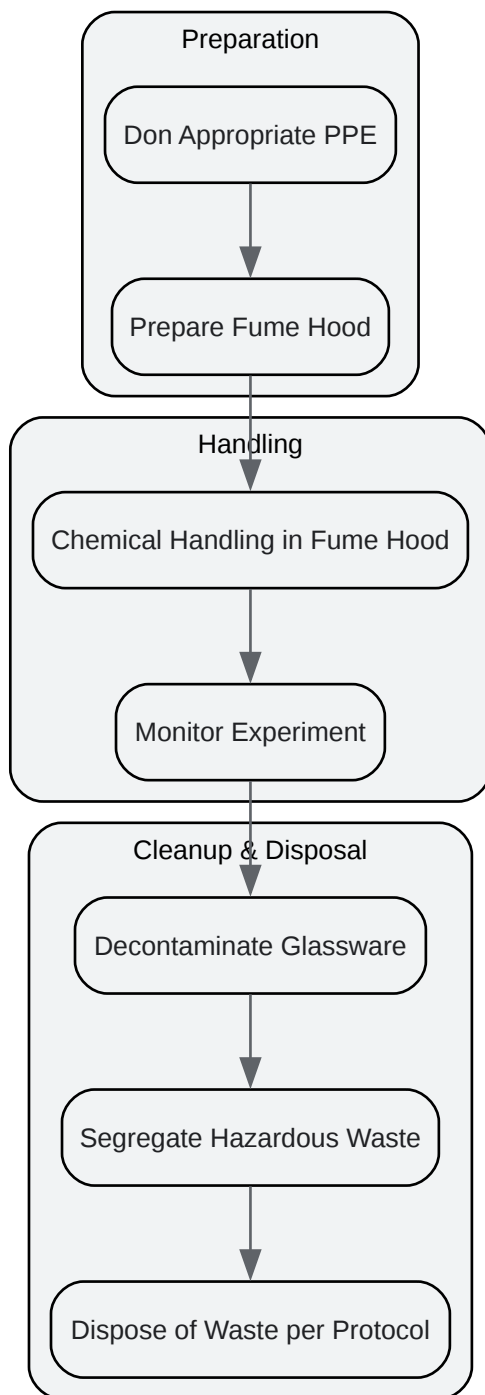 Preparation
Don Appropriate PPE
Prepare Fume Hood
Handling
Chemical Handling in Fume Hood
Monitor Experiment
Cleanup & Disposal
Decontaminate Glassware
Segregate Hazardous Waste
Dispose of Waste per Protocol